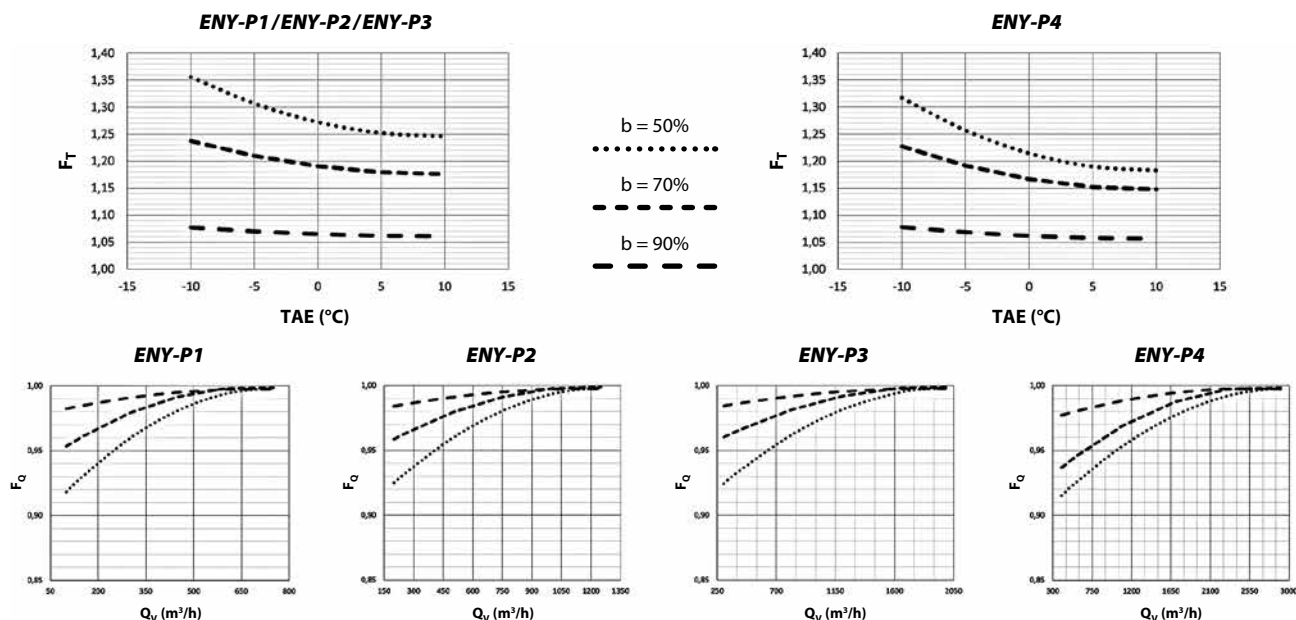 ENY-P1/ENY-P2/ENY-P3
ENY-P4
1,40
1,35
1,30
1,25
1,20
1,15
1,10
1,05
1,00
F_T
-15 -10 -5 0 5 10 15
TAE (°C)
b = 50%
b = 70%
b = 90%
1,40
1,35
1,30
1,25
1,20
1,15
1,10
1,05
1,00
F_T
-15 -10 -5 0 5 10 15
TAE (°C)
ENY-P1
1,00
0,95
0,90
0,85
F_Q
50 200 350 500 650 800
Q_v (m³/h)
ENY-P2
1,00
0,95
0,90
0,85
F_Q
150 300 450 600 750 900 1050 1200 1350
Q_v (m³/h)
ENY-P3
1,00
0,95
0,90
0,85
F_Q
250 700 1150 1600 2050
Q_v (m³/h)
ENY-P4
1,00
0,95
0,90
0,85
F_Q
300 750 1200 1650 2100 2550 3000
Q_v (m³/h)